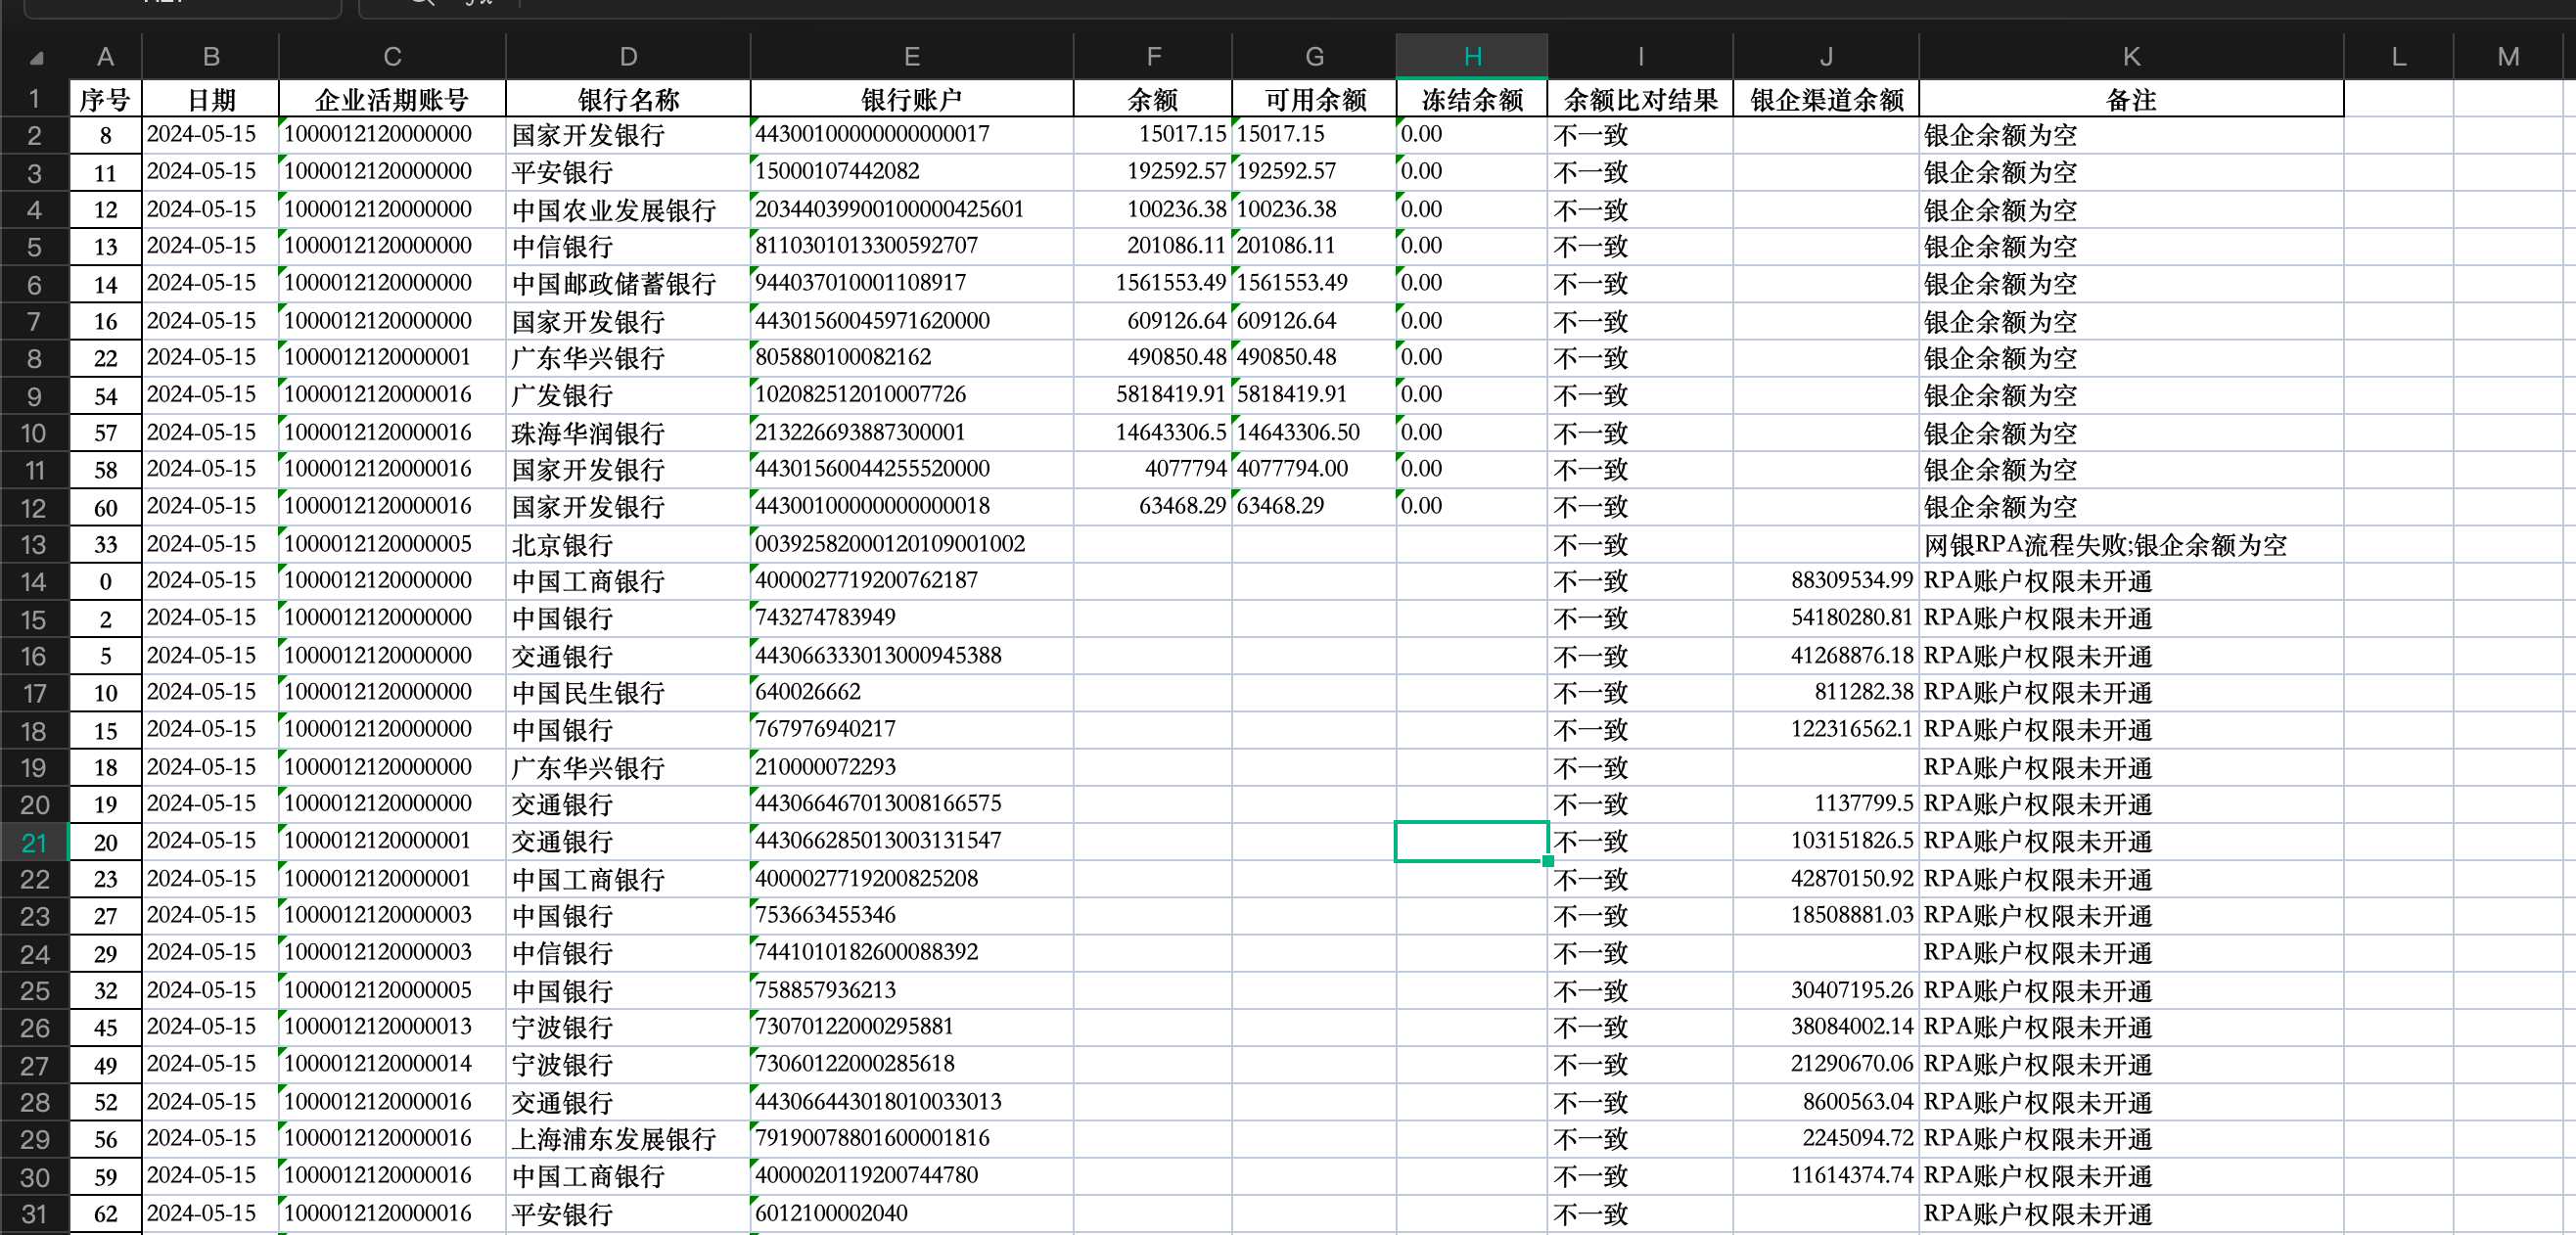 A B C D E F G H I J K L M
1 序号 日期 企业活期账号 银行名称 银行账户 余额 可用余额 冻结余额 余额比对结果 银企渠道余额 备注
2 8 2024-05-15 1000012120000000 国家开发银行 44300100000000000017 15017.15 15017.15 0.00 不一致 银企余额为空
3 11 2024-05-15 1000012120000000 平安银行 15000107442082 192592.57 192592.57 0.00 不一致 银企余额为空
4 12 2024-05-15 1000012120000000 中国农业发展银行 20344039900100000425601 100236.38 100236.38 0.00 不一致 银企余额为空
5 13 2024-05-15 1000012120000000 中信银行 8110301013300592707 201086.11 201086.11 0.00 不一致 银企余额为空
6 14 2024-05-15 1000012120000000 中国邮政储蓄银行 944037010001108917 1561553.49 1561553.49 0.00 不一致 银企余额为空
7 16 2024-05-15 1000012120000000 国家开发银行 44301560045971620000 609126.64 609126.64 0.00 不一致 银企余额为空
8 22 2024-05-15 1000012120000001 广东华兴银行 805880100082162 490850.48 490850.48 0.00 不一致 银企余额为空
9 54 2024-05-15 1000012120000016 广发银行 102082512010007726 5818419.91 5818419.91 0.00 不一致 银企余额为空
10 57 2024-05-15 1000012120000016 珠海华润银行 213226693887300001 14643306.5 14643306.50 0.00 不一致 银企余额为空
11 58 2024-05-15 1000012120000016 国家开发银行 44301560044255520000 4077794 4077794.00 0.00 不一致 银企余额为空
12 60 2024-05-15 1000012120000016 国家开发银行 44300100000000000018 63468.29 63468.29 0.00 不一致 银企余额为空
13 33 2024-05-15 1000012120000005 北京银行 00392582000120109001002 不一致 网银RPA流程失败;银企余额为空
14 0 2024-05-15 1000012120000000 中国工商银行 4000027719200762187 不一致 88309534.99 RPA账户权限未开通
15 2 2024-05-15 1000012120000000 中国银行 743274783949 不一致 54180280.81 RPA账户权限未开通
16 5 2024-05-15 1000012120000000 交通银行 443066333013000945388 不一致 41268876.18 RPA账户权限未开通
17 10 2024-05-15 1000012120000000 中国民生银行 640026662 不一致 811282.38 RPA账户权限未开通
18 15 2024-05-15 1000012120000000 中国银行 767976940217 不一致 122316562.1 RPA账户权限未开通
19 18 2024-05-15 1000012120000000 广东华兴银行 210000072293 不一致 RPA账户权限未开通
20 19 2024-05-15 1000012120000000 交通银行 443066467013008166575 不一致 1137799.5 RPA账户权限未开通
21 20 2024-05-15 1000012120000001 交通银行 443066285013003131547 不一致 103151826.5 RPA账户权限未开通
22 23 2024-05-15 1000012120000001 中国工商银行 4000027719200825208 不一致 42870150.92 RPA账户权限未开通
23 27 2024-05-15 1000012120000003 中国银行 753663455346 不一致 18508881.03 RPA账户权限未开通
24 29 2024-05-15 1000012120000003 中信银行 7441010182600088392 不一致 RPA账户权限未开通
25 32 2024-05-15 1000012120000005 中国银行 758857936213 不一致 30407195.26 RPA账户权限未开通
26 45 2024-05-15 1000012120000013 宁波银行 73070122000295881 不一致 38084002.14 RPA账户权限未开通
27 49 2024-05-15 1000012120000014 宁波银行 73060122000285618 不一致 21290670.06 RPA账户权限未开通
28 52 2024-05-15 1000012120000016 交通银行 443066443018010033013 不一致 8600563.04 RPA账户权限未开通
29 56 2024-05-15 1000012120000016 上海浦东发展银行 79190078801600001816 不一致 2245094.72 RPA账户权限未开通
30 59 2024-05-15 1000012120000016 中国工商银行 4000020119200744780 不一致 11614374.74 RPA账户权限未开通
31 62 2024-05-15 1000012120000016 平安银行 6012100002040 不一致 RPA账户权限未开通